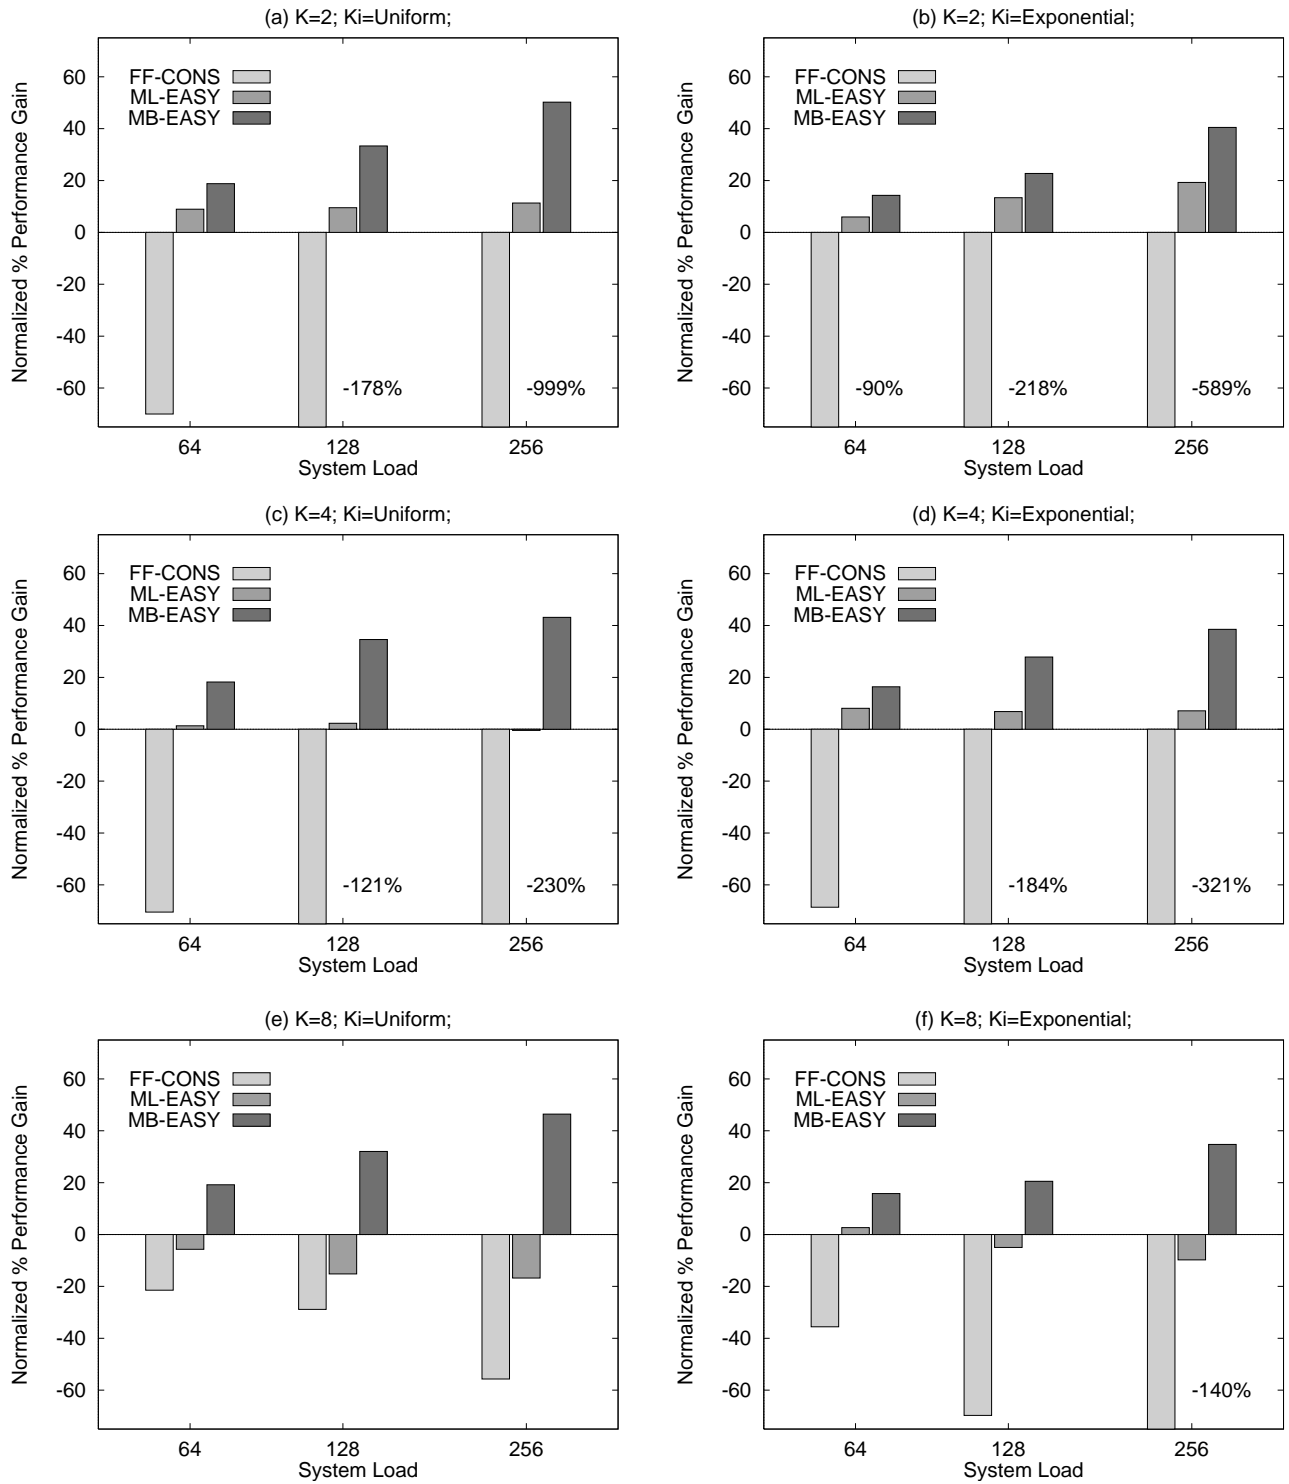 (a) K=2; Ki=Uniform;
Normalized % Performance Gain
60
40
20
0
-20
-40
-60
FF-CONS
ML-EASY
MB-EASY
-178%
-999%
64
128
256
System Load
(b) K=2; Ki=Exponential;
Normalized % Performance Gain
60
40
20
0
-20
-40
-60
FF-CONS
ML-EASY
MB-EASY
-90%
-218%
-589%
64
128
256
System Load
(c) K=4; Ki=Uniform;
Normalized % Performance Gain
60
40
20
0
-20
-40
-60
FF-CONS
ML-EASY
MB-EASY
-121%
-230%
64
128
256
System Load
(d) K=4; Ki=Exponential;
Normalized % Performance Gain
60
40
20
0
-20
-40
-60
FF-CONS
ML-EASY
MB-EASY
-184%
-321%
64
128
256
System Load
(e) K=8; Ki=Uniform;
Normalized % Performance Gain
60
40
20
0
-20
-40
-60
FF-CONS
ML-EASY
MB-EASY
64
128
256
System Load
(f) K=8; Ki=Exponential;
Normalized % Performance Gain
60
40
20
0
-20
-40
-60
FF-CONS
ML-EASY
MB-EASY
-140%
64
128
256
System Load